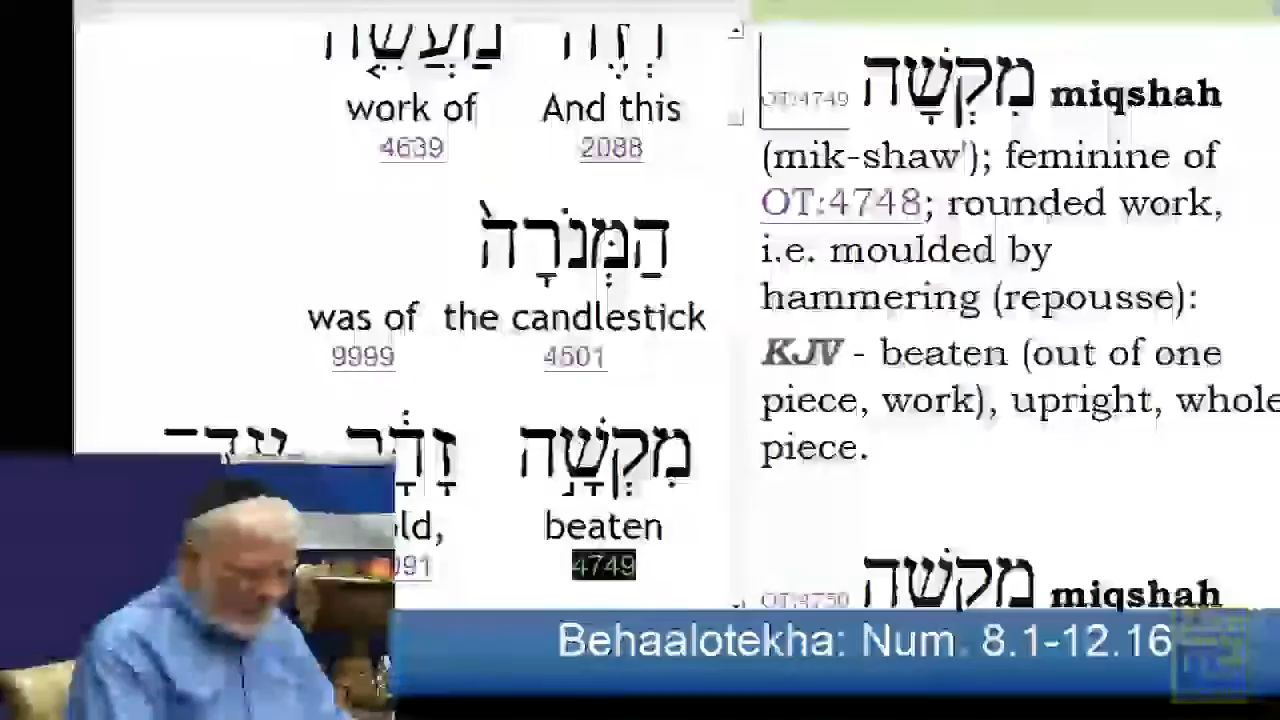 וְזֶ֨ה מַעֲשֵׂ֤ה
And this work of
2088 4639
הַמְּנֹרָה֙
was of the candlestick
9999 4501
מִקְשָׁ֣ה זָהָ֔ב עַד־
ld, beaten
991 4749
OT:4749 מִקְשָׁה miqshah
(mik-shaw'); feminine of
OT:4748; rounded work,
i.e. moulded by
hammering (repousse):
KJV - beaten (out of one
piece, work), upright, whole
piece.
OT:4750 מִקְשָׁה miqshah
Behaalotekha: Num. 8.1-12.16